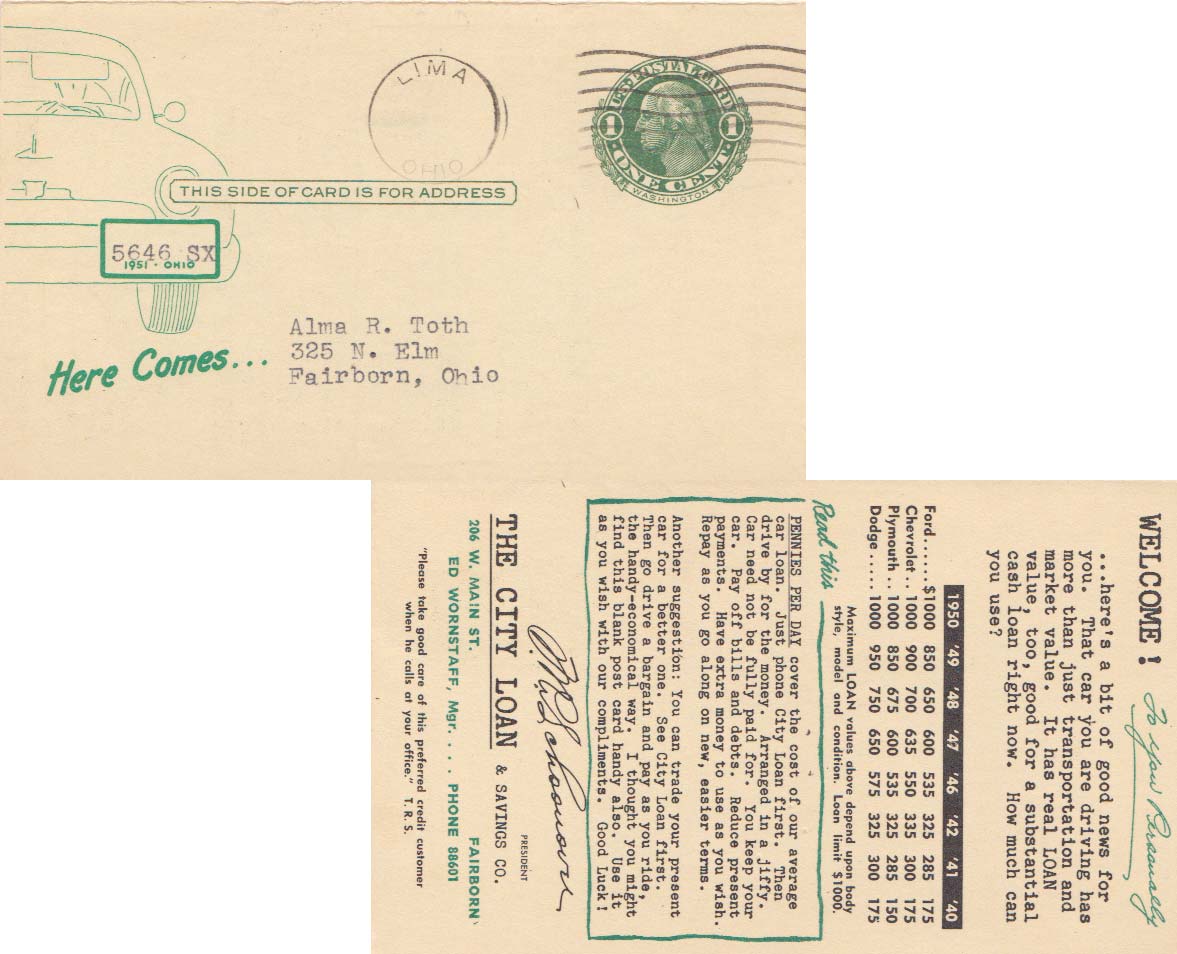 LIMA
OHIO
U.S. POSTAL CARD
1 1
ONE CENT
WASHINGTON
THIS SIDE OF CARD IS FOR ADDRESS
5646 SX
1951 · OHIO
Here Comes...
Alma R. Toth
325 N. Elm
Fairborn, Ohio
WELCOME! To you Personally
...here's a bit of good news for
you. That car you are driving has
more than just transportation and
market value. It has real LOAN
value, too, good for a substantial
cash loan right now. How much can
you use?
1950 '49 '48 '47 '46 '42 '41 '40
Ford...... $1000 850 650 600 535 325 285 175
Chevrolet .. 1000 900 700 635 550 335 300 175
Plymouth .. 1000 850 675 600 535 325 285 150
Dodge ..... 1000 950 750 650 575 325 300 175
Maximum LOAN values above depend upon body
style, model and condition. Loan limit $1000.
Read this
PENNIES PER DAY cover the cost of our average
car loan. Just phone City Loan first. Then
drive by for the money. Arranged in a jiffy.
Car need not be fully paid for. You keep your
car. Pay off bills and debts. Reduce present
payments. Have extra money to use as you wish.
Repay as you go along on new, easier terms.
Another suggestion: You can trade your present
car for a better one. See City Loan first.
Then go drive a bargain and pay as you ride,
the handy-economical way. I thought you might
find this blank post card handy also. Use it
as you wish with our compliments. Good Luck!
PRESIDENT
THE CITY LOAN & SAVINGS CO.
206 W. MAIN ST. FAIRBORN
ED WORNSTAFF, Mgr. . . . PHONE 88601
"Please take good care of this preferred credit customer
when he calls at your office." T.R.S.